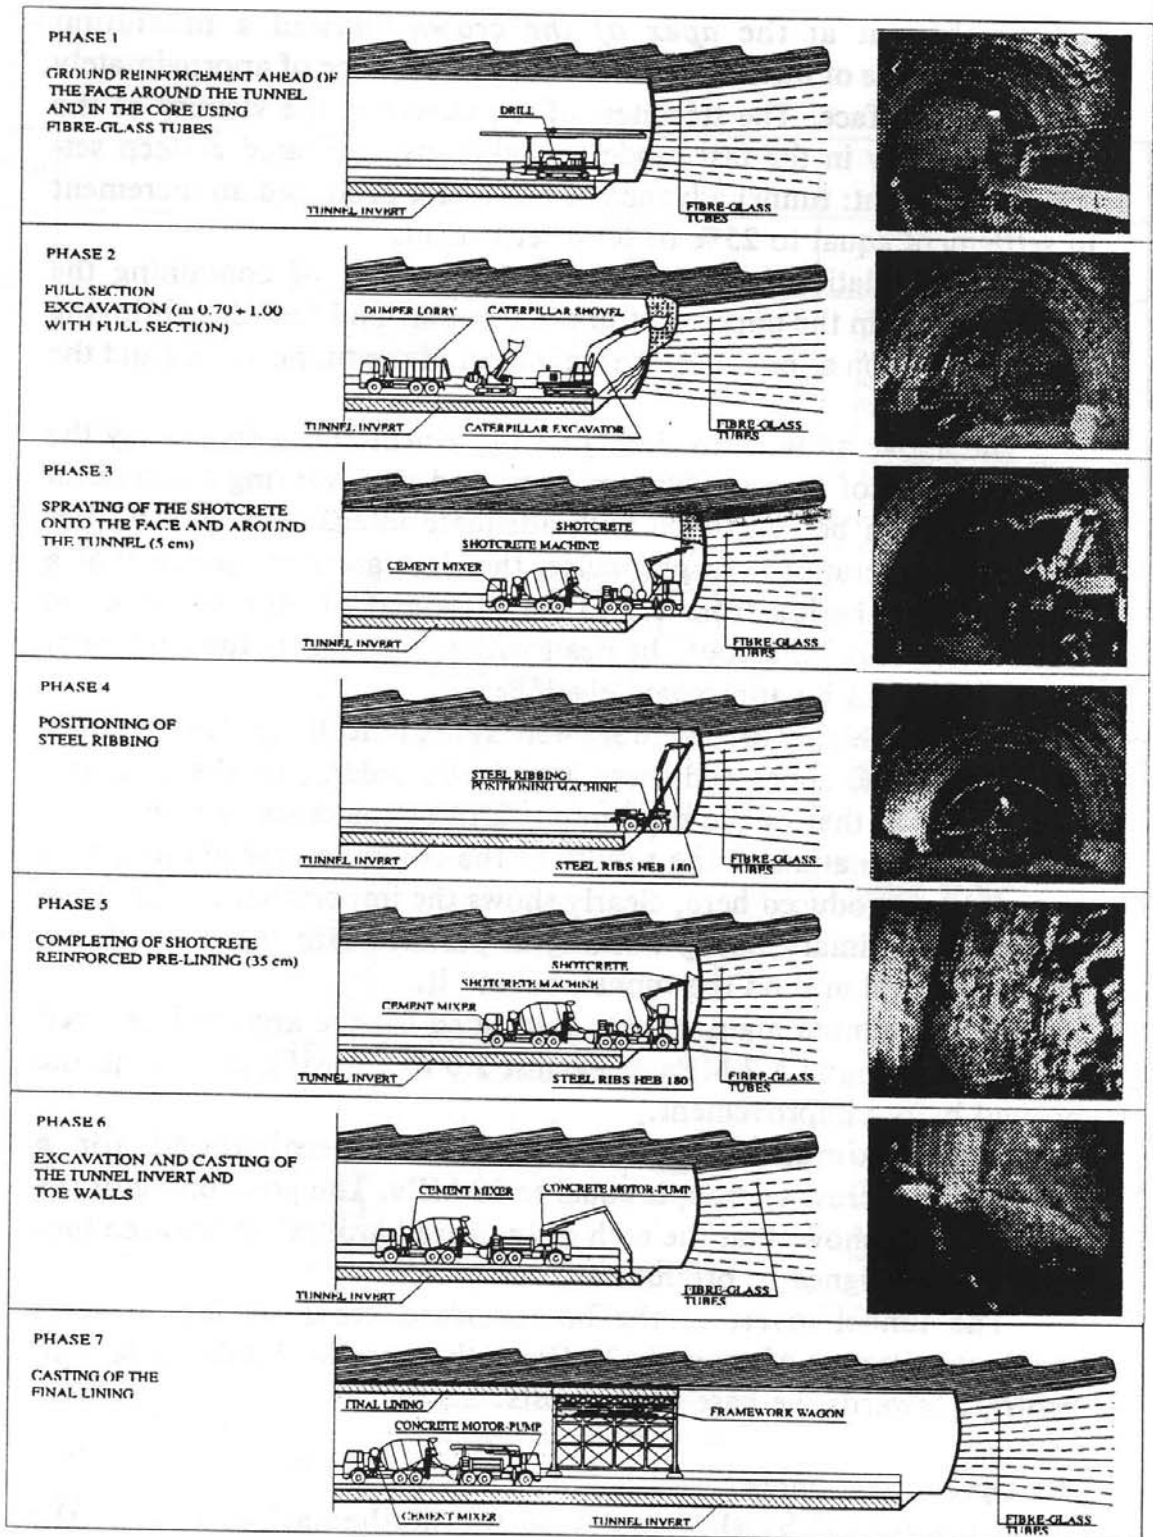 PHASE 1
GROUND REINFORCEMENT AHEAD OF
THE FACE AROUND THE TUNNEL
AND IN THE CORE USING
FIBRE-GLASS TUBES
DRILL
TUNNEL INVERT
FIBRE-GLASS
TUBES
PHASE 2
FULL SECTION
EXCAVATION (m 0.70 ÷ 1.00
WITH FULL SECTION)
DUMPER LORRY
CATERPILLAR SHOVEL
TUNNEL INVERT
CATERPILLAR EXCAVATOR
FIBRE-GLASS
TUBES
PHASE 3
SPRAYING OF THE SHOTCRETE
ONTO THE FACE AND AROUND
THE TUNNEL (5 cm)
SHOTCRETE
SHOTCRETE MACHINE
CEMENT MIXER
TUNNEL INVERT
FIBRE-GLASS
TUBES
PHASE 4
POSITIONING OF
STEEL RIBBING
STEEL RIBBING
POSITIONING MACHINE
TUNNEL INVERT
STEEL RIBS HEB 180
FIBRE-GLASS
TUBES
PHASE 5
COMPLETING OF SHOTCRETE
REINFORCED PRE-LINING (35 cm)
SHOTCRETE
SHOTCRETE MACHINE
CEMENT MIXER
TUNNEL INVERT
STEEL RIBS HEB 180
FIBRE-GLASS
TUBES
PHASE 6
EXCAVATION AND CASTING OF
THE TUNNEL INVERT AND
TOE WALLS
CEMENT MIXER
CONCRETE MOTOR-PUMP
TUNNEL INVERT
FIBRE-GLASS
TUBES
PHASE 7
CASTING OF THE
FINAL LINING
FINAL LINING
CONCRETE MOTOR-PUMP
FRAMEWORK WAGON
CEMENT MIXER
TUNNEL INVERT
FIBRE-GLASS
TUBES